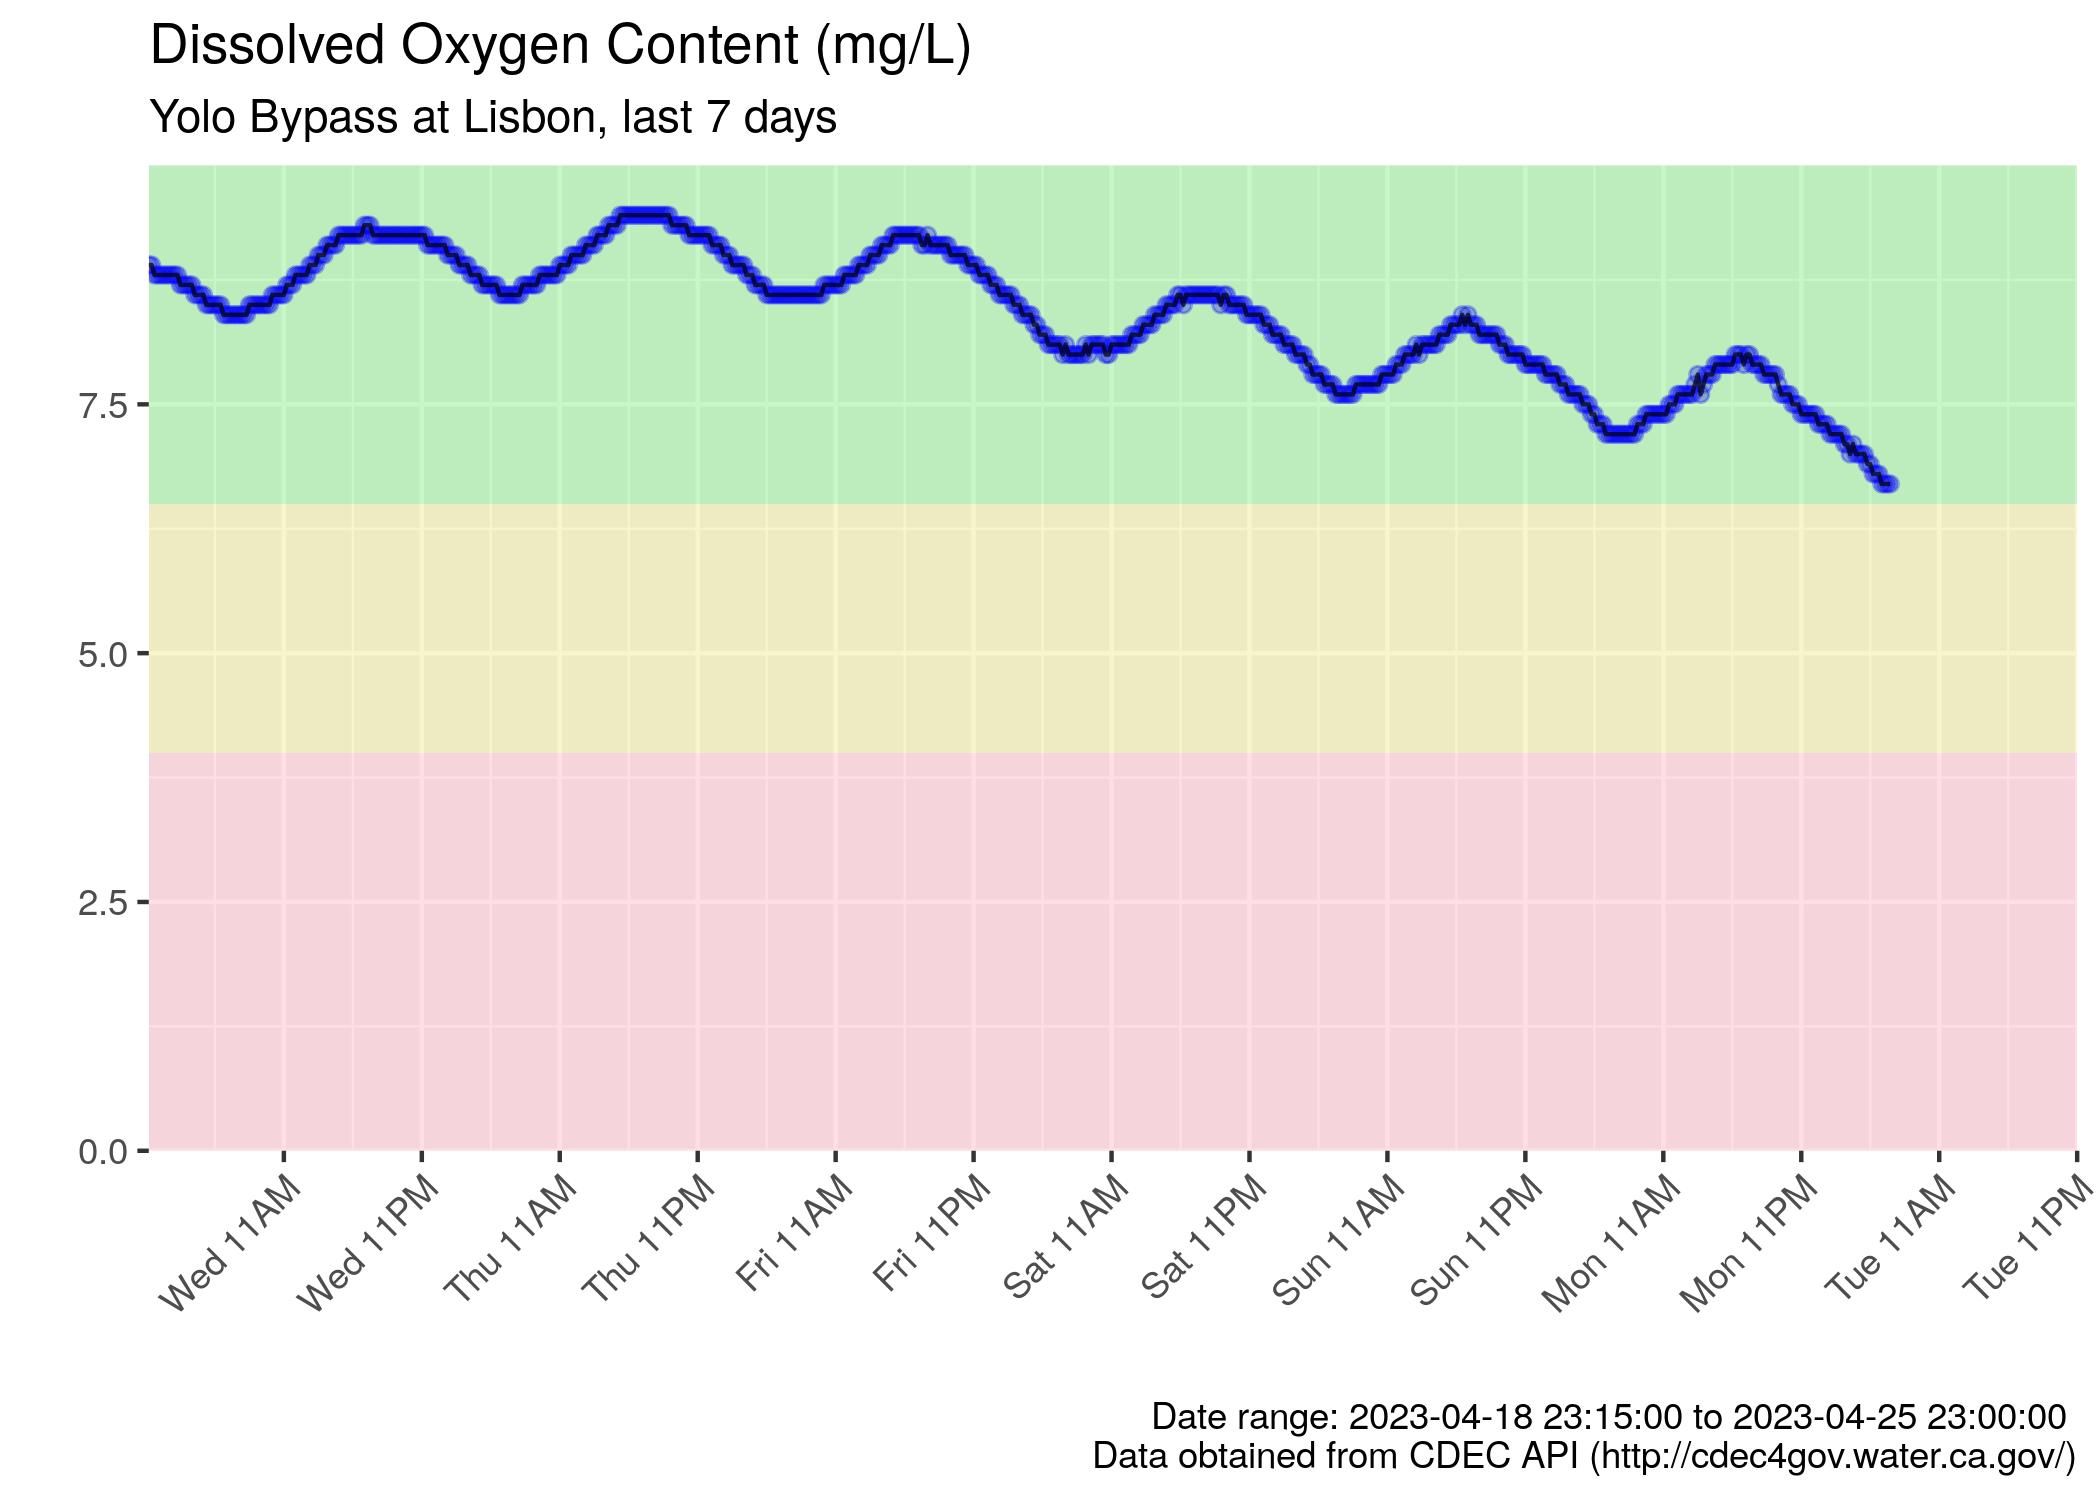 Dissolved Oxygen Content (mg/L)
Yolo Bypass at Lisbon, last 7 days
7.5
5.0
2.5
0.0
Wed 11AM
Wed 11PM
Thu 11AM
Thu 11PM
Fri 11AM
Fri 11PM
Sat 11AM
Sat 11PM
Sun 11AM
Sun 11PM
Mon 11AM
Mon 11PM
Tue 11AM
Tue 11PM
Date range: 2023-04-18 23:15:00 to 2023-04-25 23:00:00
Data obtained from CDEC API (http://cdec4gov.water.ca.gov/)